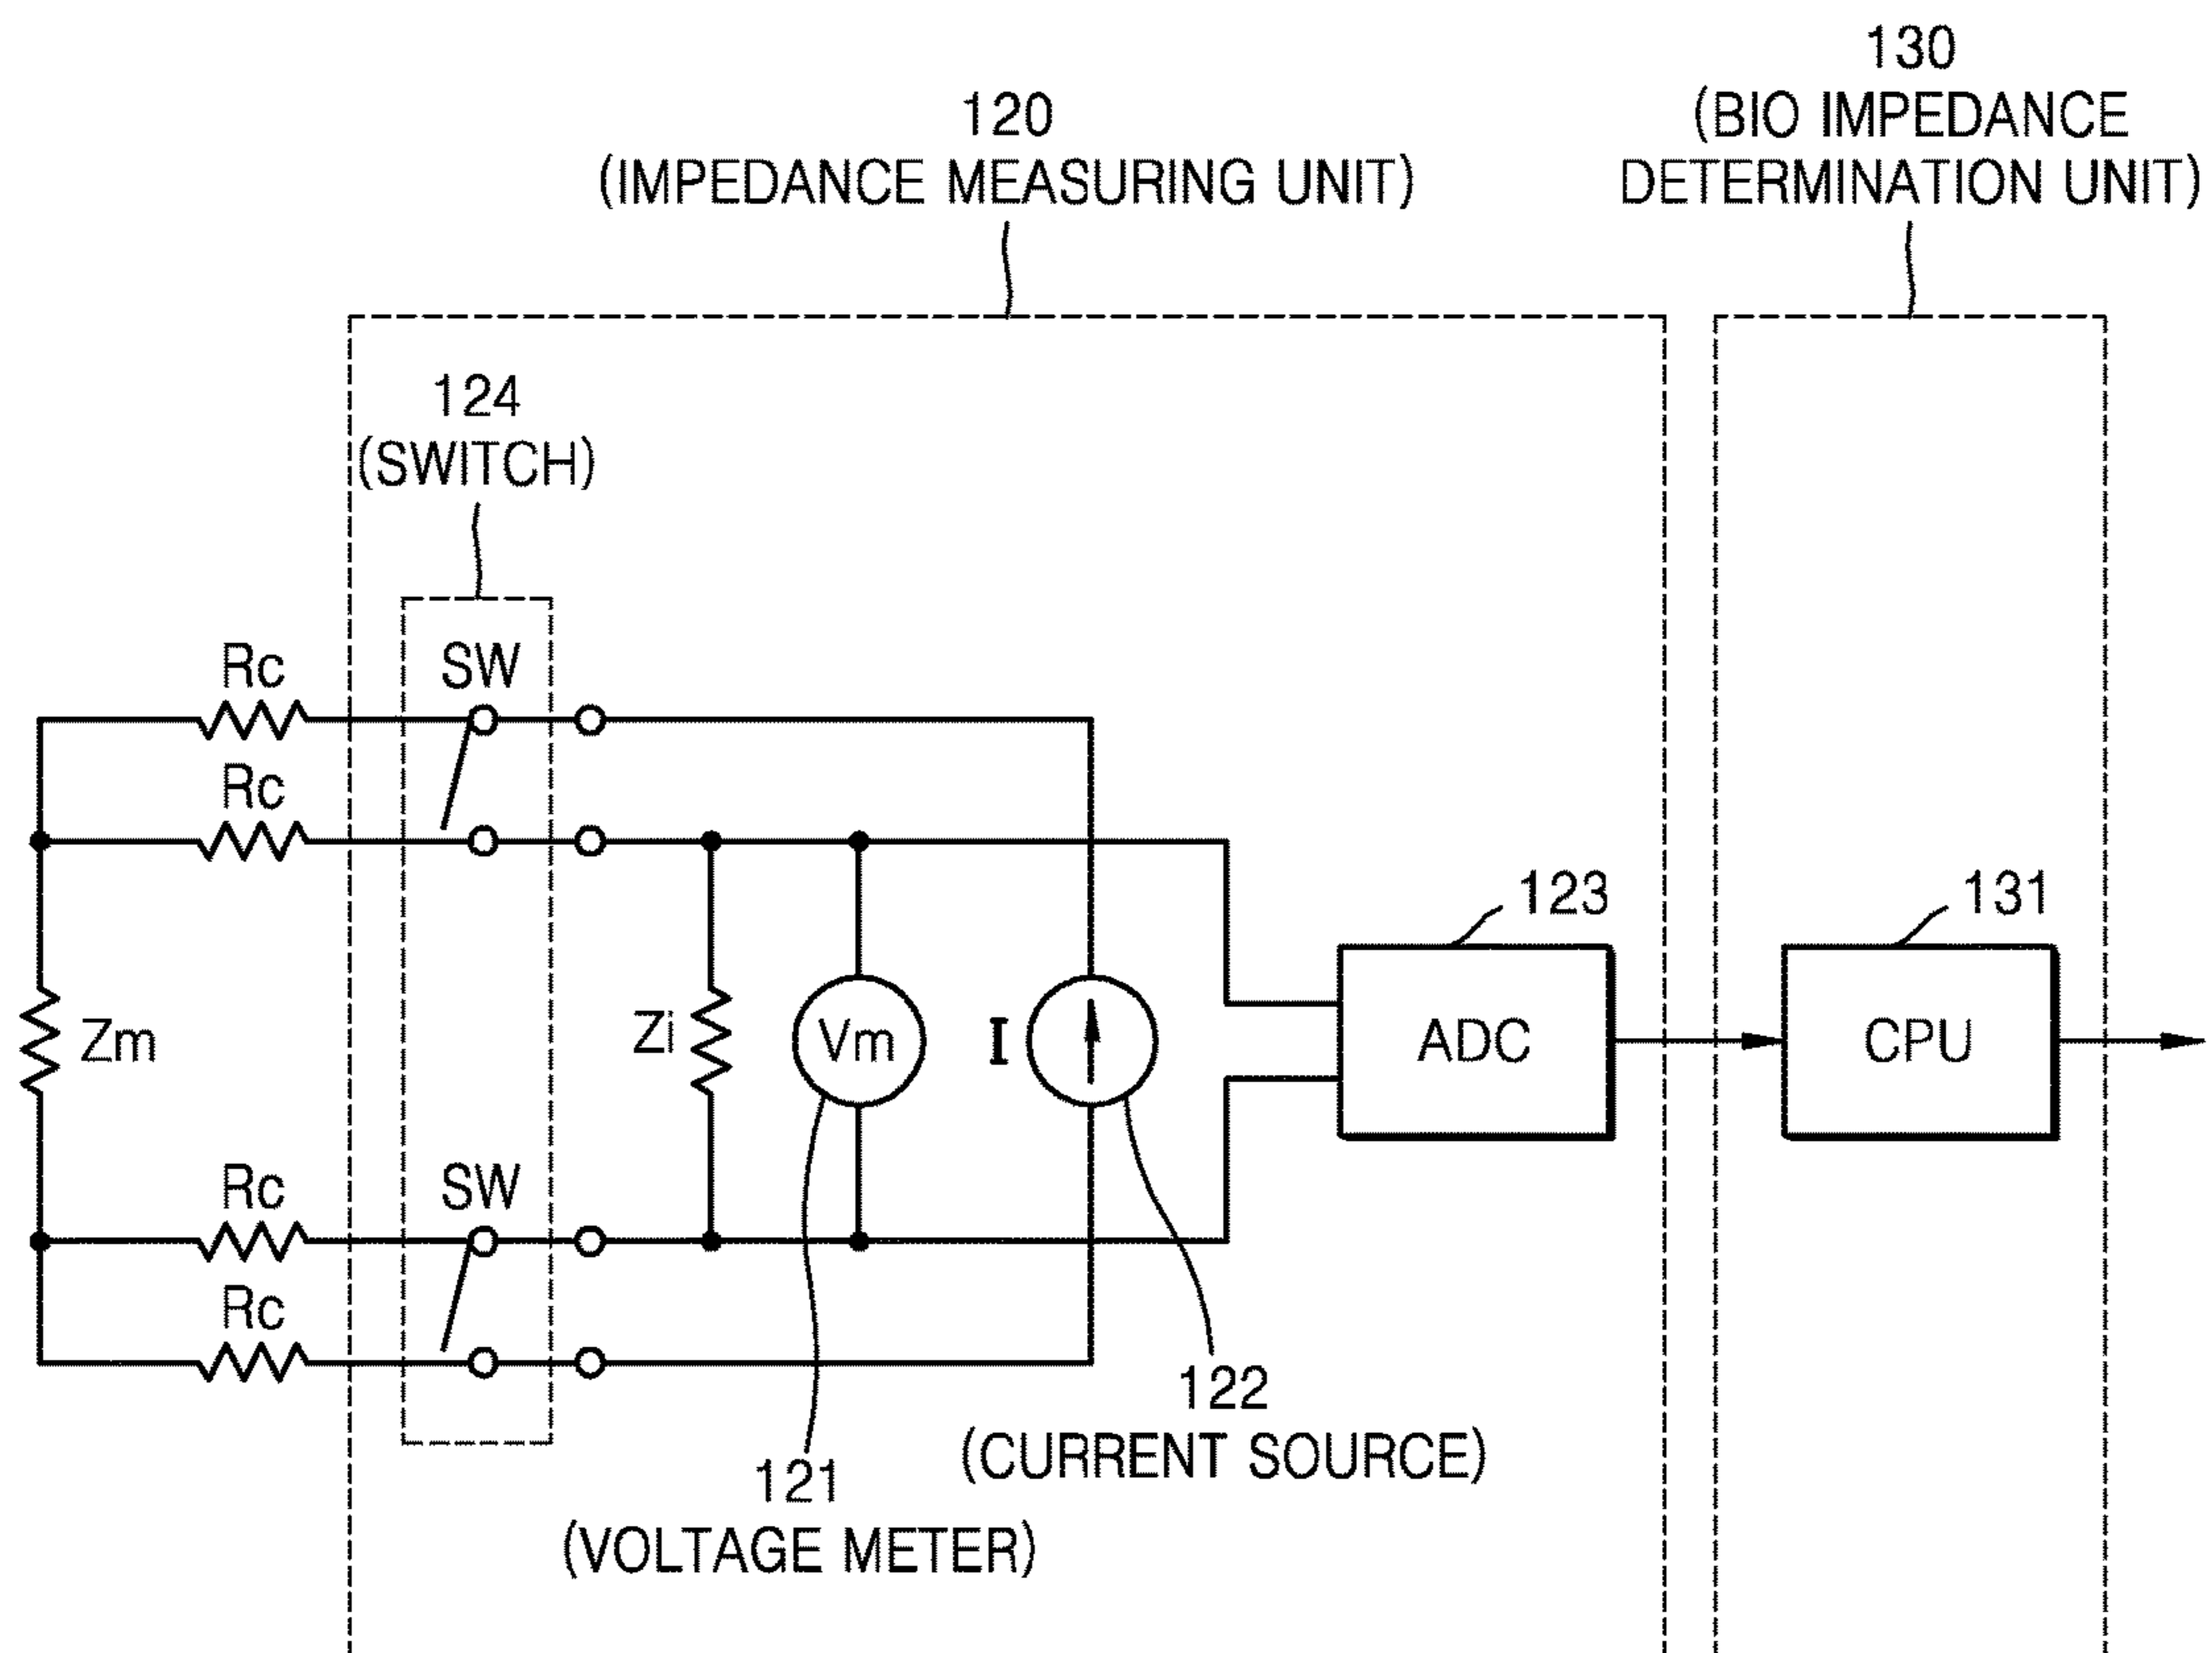 130
(BIO IMPEDANCE
DETERMINATION UNIT)
120
(IMPEDANCE MEASURING UNIT)
124
(SWITCH)
Rc
SW
Rc
123
131
Zm
Zi
Vm
I
ADC
CPU
Rc
SW
Rc
122
(CURRENT SOURCE)
121
(VOLTAGE METER)